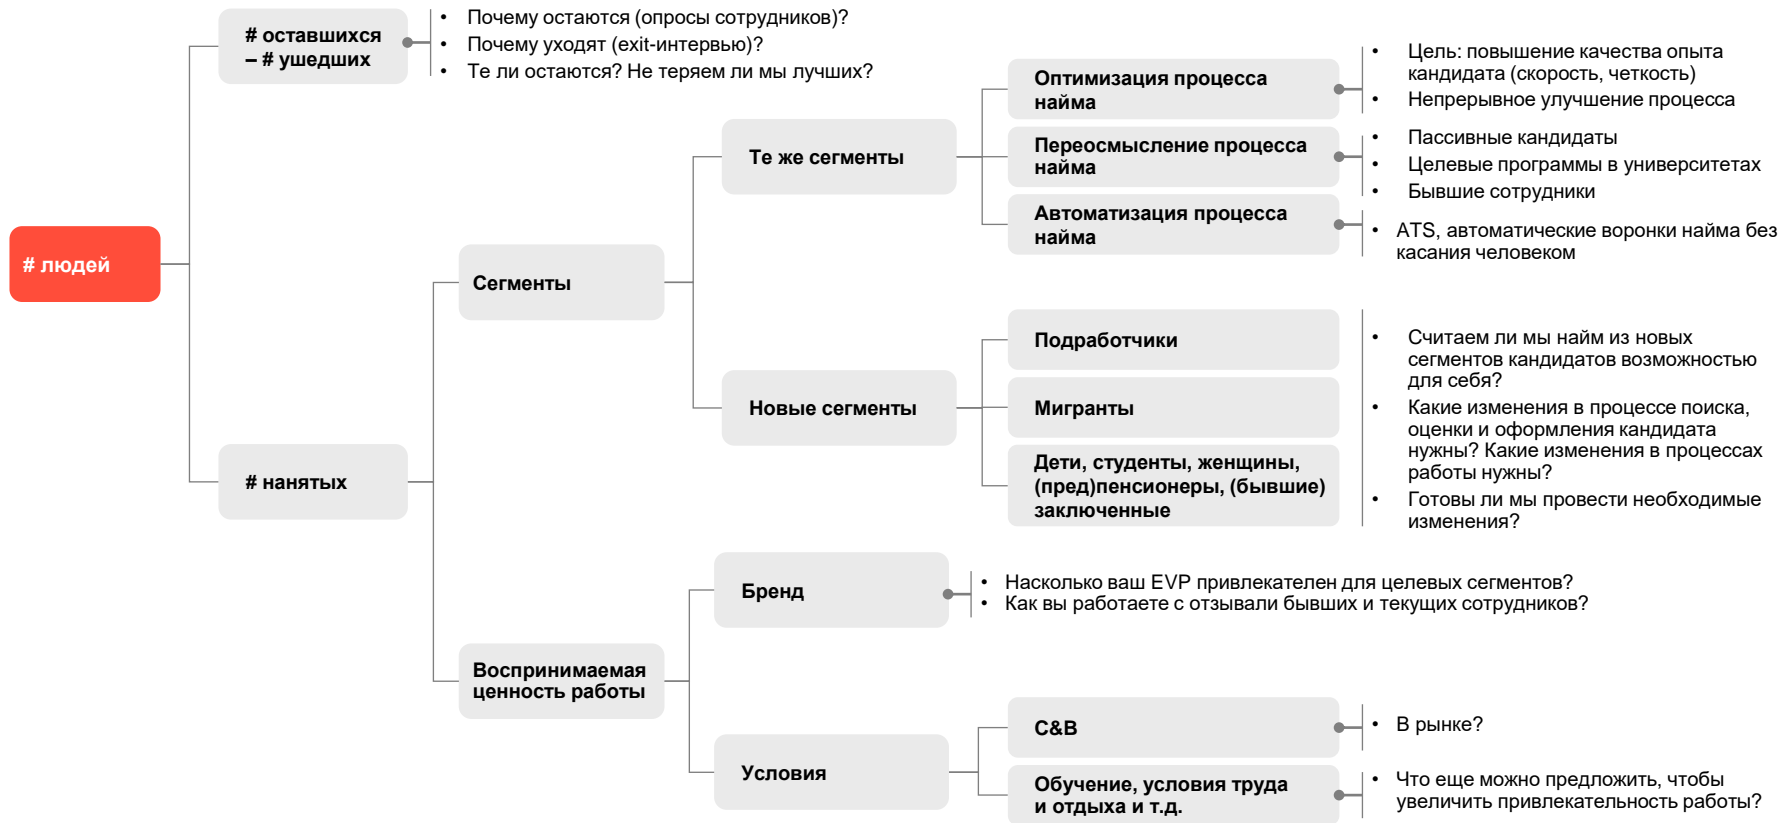 # людей
# оставшихся
– # ушедших
• Почему остаются (опросы сотрудников)?
• Почему уходят (exit-интервью)?
• Те ли остаются? Не теряем ли мы лучших?
# нанятых
Сегменты
Те же сегменты
Оптимизация процесса
найма
• Цель: повышение качества опыта
кандидата (скорость, четкость)
• Непрерывное улучшение процесса
Переосмысление процесса
найма
• Пассивные кандидаты
• Целевые программы в университетах
• Бывшие сотрудники
Автоматизация процесса
найма
• ATS, автоматические воронки найма без
касания человеком
Новые сегменты
Подработчики
Мигранты
Дети, студенты, женщины,
(пред)пенсионеры, (бывшие)
заключенные
• Считаем ли мы найм из новых
сегментов кандидатов возможностью
для себя?
• Какие изменения в процессе поиска,
оценки и оформления кандидата
нужны? Какие изменения в процессах
работы нужны?
• Готовы ли мы провести необходимые
изменения?
Воспринимаемая
ценность работы
Бренд
• Насколько ваш EVP привлекателен для целевых сегментов?
• Как вы работаете с отзывали бывших и текущих сотрудников?
Условия
C&B
• В рынке?
Обучение, условия труда
и отдыха и т.д.
• Что еще можно предложить, чтобы
увеличить привлекательность работы?